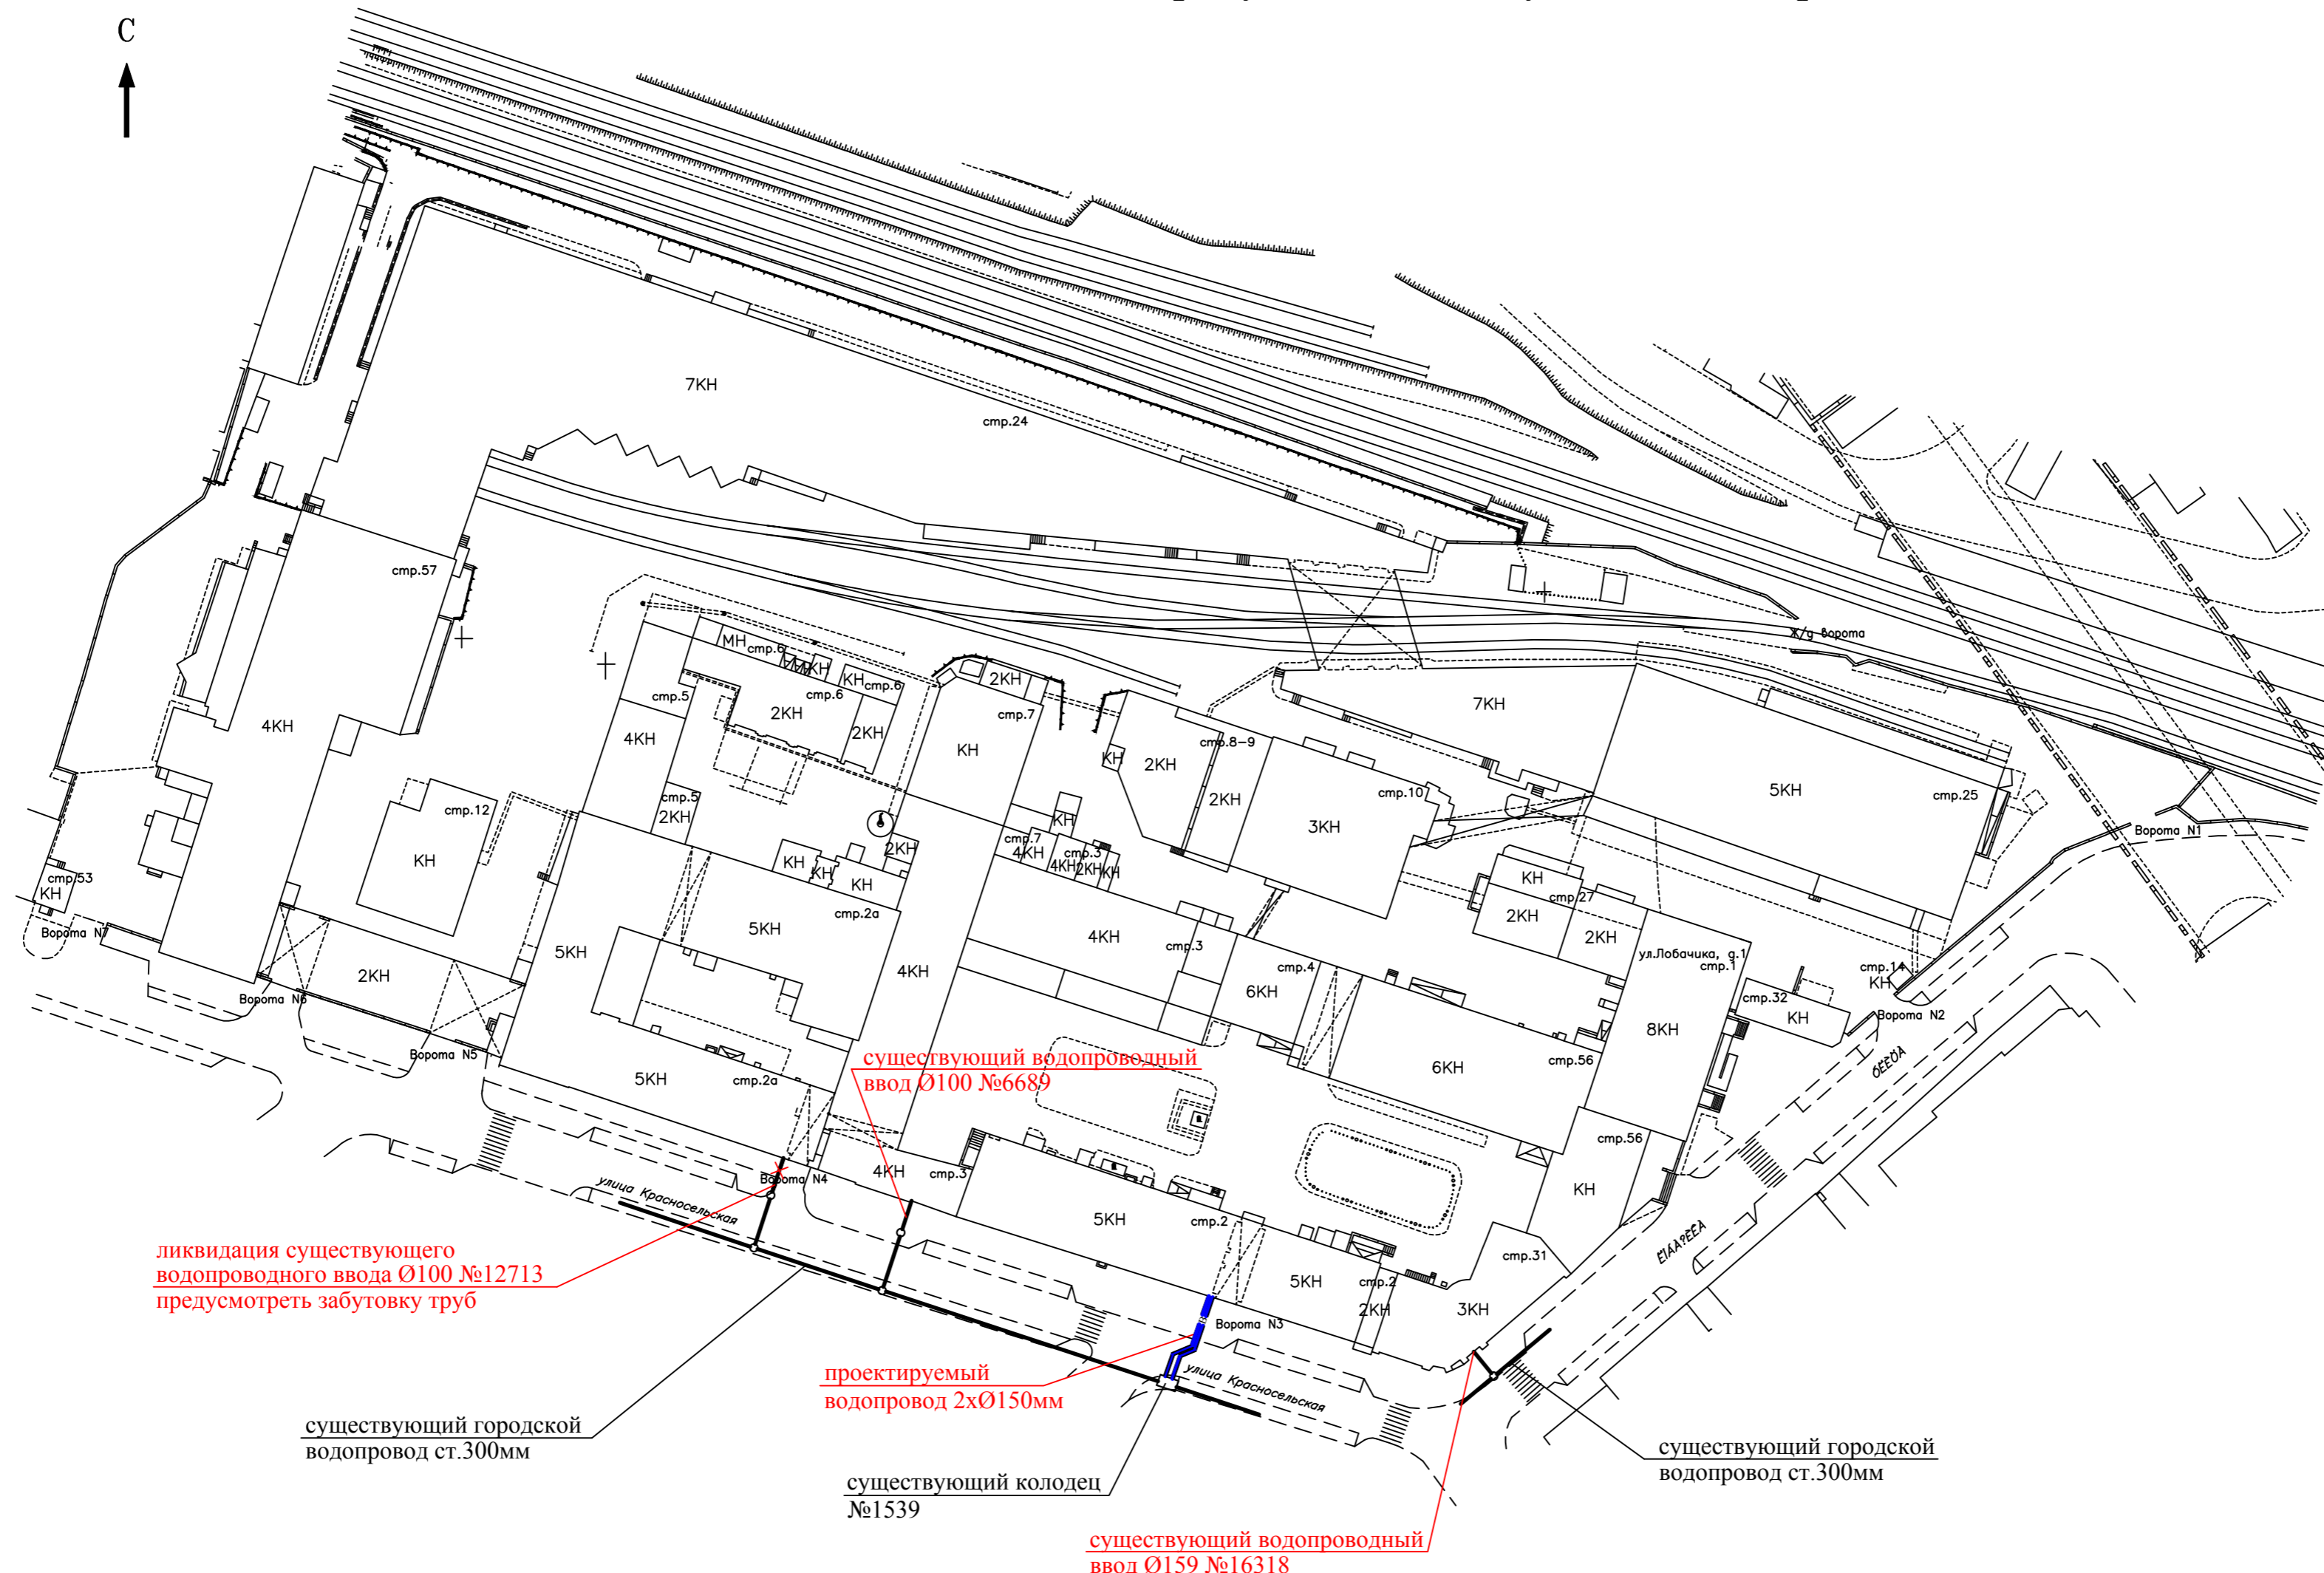 С
7КН
стр.24
стр.57
Ж/д ворота
МН
стр.6
КН
КН
стр.6
стр.6
2КН
стр.5
2КН
стр.7
7КН
4КН
4КН
2КН
2КН
КН
КН
2КН
стр.8-9
5КН
стр.25
стр.12
стр.5
2КН
2КН
3КН
стр.10
Ворота N1
КН
2КН
КН
стр.7
4КН
стр.3
4КН
2КН
КН
стр.53
КН
КН
КН
КН
стр.2а
КН
стр.27
2КН
2КН
Ворота N7
5КН
5КН
4КН
стр.3
ул.Лобачика, д.1
стр.1
стр.14
КН
2КН
4КН
стр.4
6КН
стр.32
КН
Ворота N6
Ворота N2
8КН
Ворота N5
5КН
стр.2а
6КН
стр.56
существующий водопроводный
ввод Ø100 №6689
стр.56
4КН
стр.3
Ворота N4
улица Красносельская
КН
5КН
стр.2
ликвидация существующего
водопроводного ввода Ø100 №12713
предусмотреть забутовку труб
стр.31
5КН
стр.2
2КН
3КН
Ворота N3
проектируемый
водопровод 2хØ150мм
улица Красносельская
существующий городской
водопровод ст.300мм
существующий городской
водопровод ст.300мм
существующий колодец
№1539
существующий водопроводный
ввод Ø159 №16318